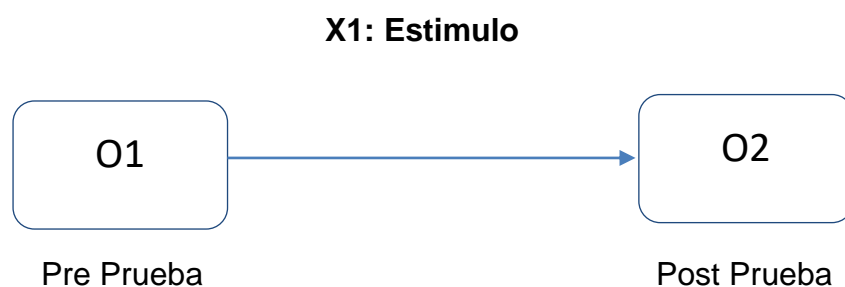 X1: Estimulo
O1
O2
Pre Prueba
Post Prueba